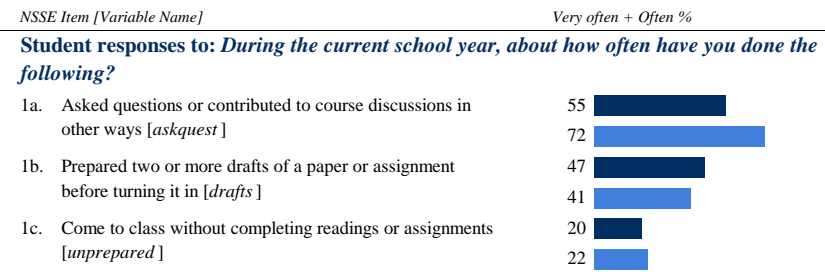 NSSE Item [Variable Name] Very often + Often %
Student responses to: During the current school year, about how often have you done the
following?
1a. Asked questions or contributed to course discussions in 55
other ways [askquest ] 72
1b. Prepared two or more drafts of a paper or assignment 47
before turning it in [drafts ] 41
1c. Come to class without completing readings or assignments 20
[unprepared ] 22